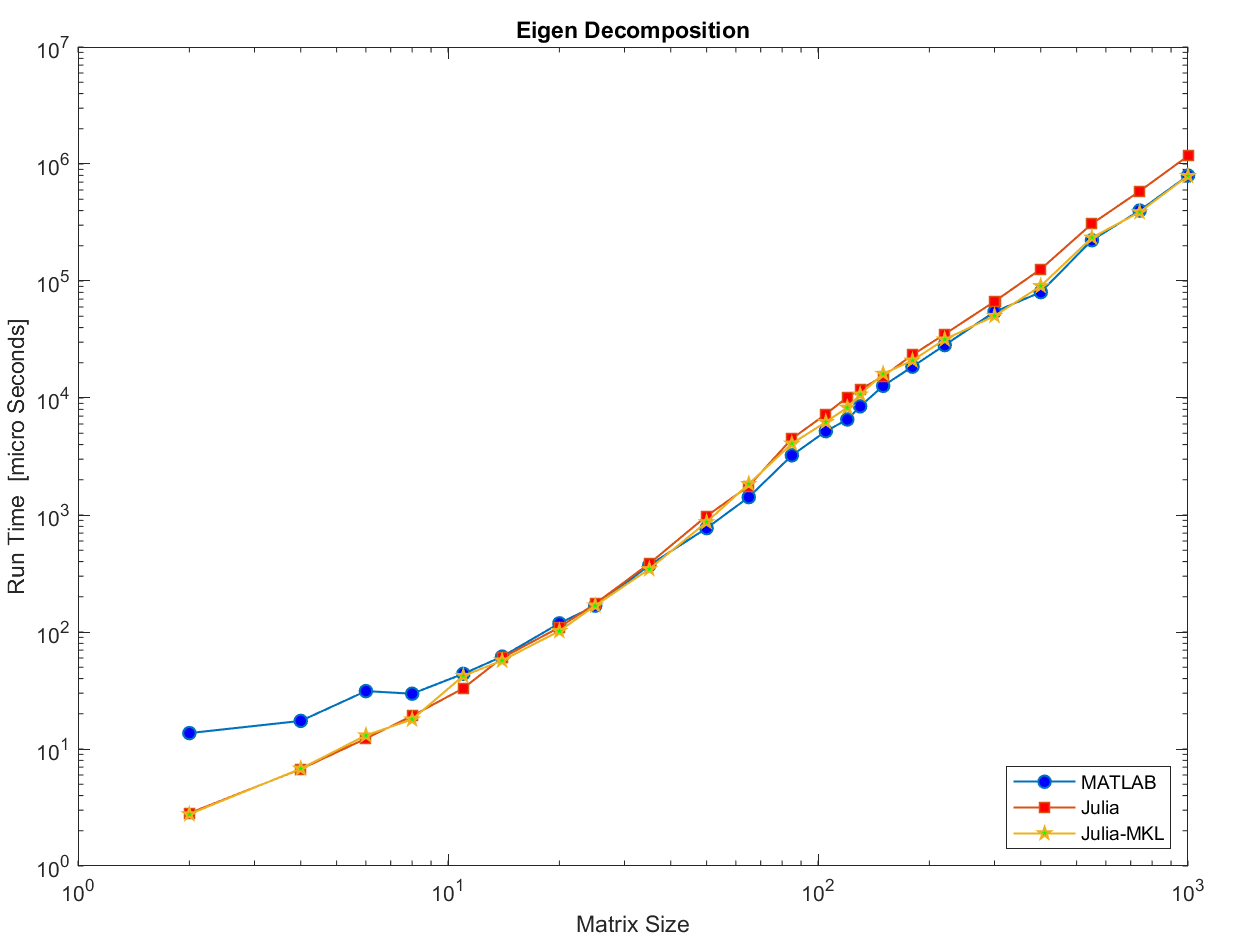 Eigen Decomposition
10^7
10^6
10^5
10^4
10^3
10^2
10^1
10^0
Run Time [micro Seconds]
10^0 10^1 10^2 10^3
Matrix Size
MATLAB
Julia
Julia-MKL